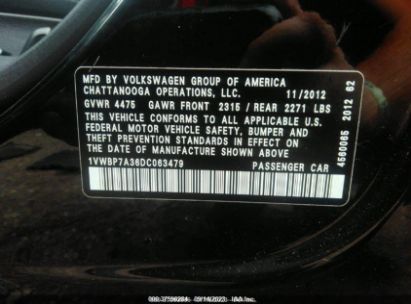 MFD BY VOLKSWAGEN GROUP OF AMERICA
CHATTANOOGA OPERATIONS, LLC. 11/2012
GVWR 4475 GAWR FRONT 2315 / REAR 2271 LBS
THIS VEHICLE CONFORMS TO ALL APPLICABLE U.S.
FEDERAL MOTOR VEHICLE SAFETY, BUMPER AND
THEFT PREVENTION STANDARDS IN EFFECT ON THE
DATE OF MANUFACTURE SHOWN ABOVE.
1VWBP7A36DC063479 PASSENGER CAR
4560065 2012 62